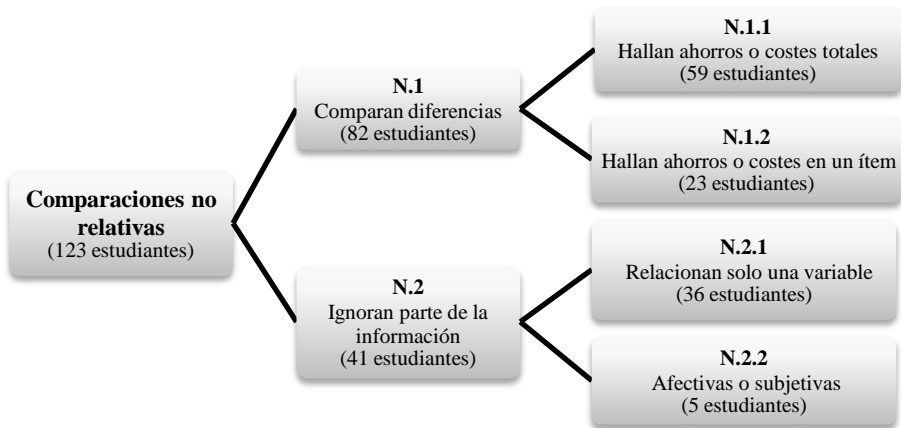 Comparaciones no
relativas
(123 estudiantes)
N.1
Comparan diferencias
(82 estudiantes)
N.1.1
Hallan ahorros o costes totales
(59 estudiantes)
N.1.2
Hallan ahorros o costes en un ítem
(23 estudiantes)
N.2
Ignoran parte de la
información
(41 estudiantes)
N.2.1
Relacionan solo una variable
(36 estudiantes)
N.2.2
Afectivas o subjetivas
(5 estudiantes)